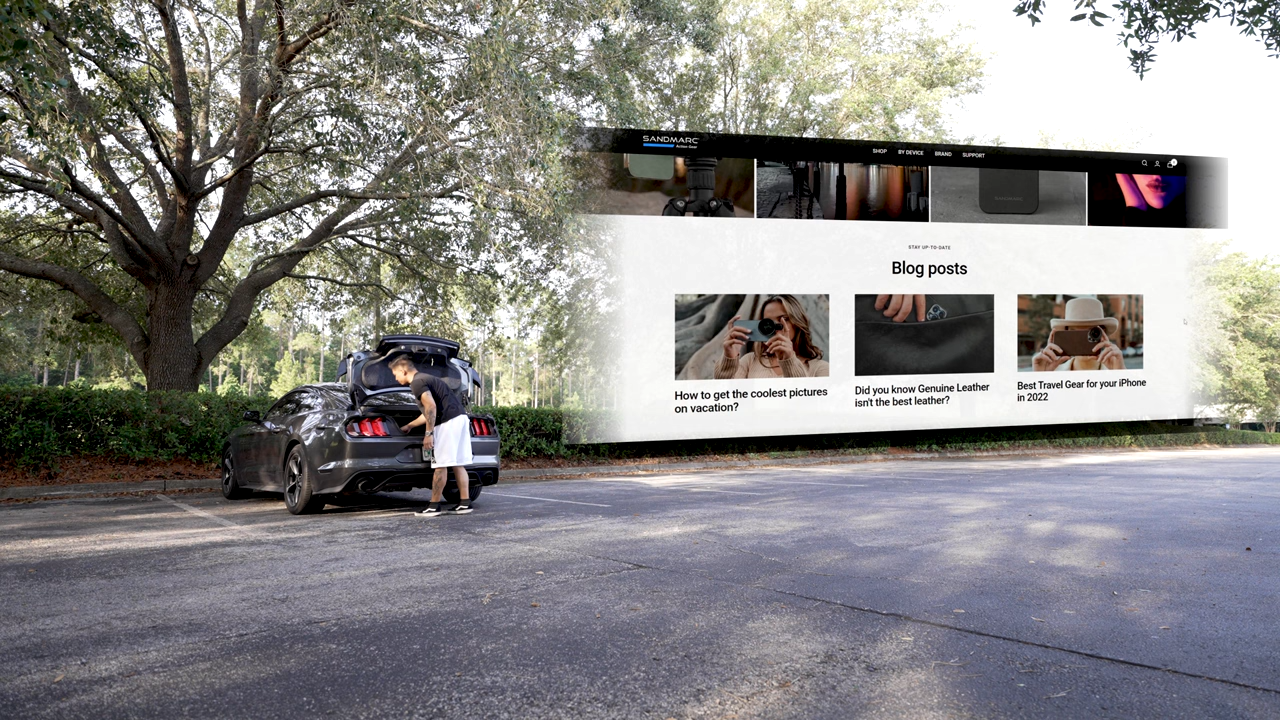 SANDMARC
Action Gear
SHOP BY DEVICE BRAND SUPPORT
STAY UP-TO-DATE
Blog posts
How to get the coolest pictures
on vacation?
Did you know Genuine Leather
isn't the best leather?
Best Travel Gear for your iPhone
in 2022